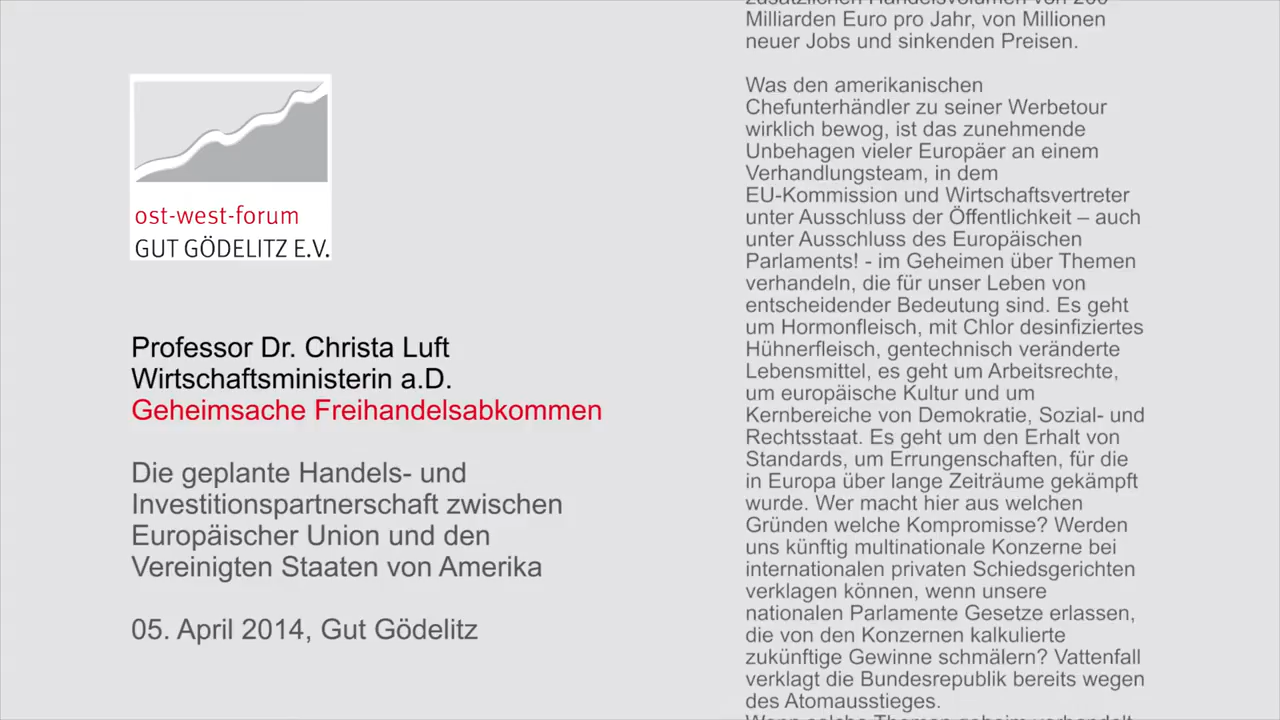 ost-west-forum
GUT GÖDELITZ E.V.
Professor Dr. Christa Luft
Wirtschaftsministerin a.D.
Geheimsache Freihandelsabkommen
Die geplante Handels- und
Investitionspartnerschaft zwischen
Europäischer Union und den
Vereinigten Staaten von Amerika
05. April 2014, Gut Gödelitz
zusätzlichen Handelsvolumen von 200
Milliarden Euro pro Jahr, von Millionen
neuer Jobs und sinkenden Preisen.
Was den amerikanischen
Chefunterhändler zu seiner Werbetour
wirklich bewog, ist das zunehmende
Unbehagen vieler Europäer an einem
Verhandlungsteam, in dem
EU-Kommission und Wirtschaftsvertreter
unter Ausschluss der Öffentlichkeit – auch
unter Ausschluss des Europäischen
Parlaments! - im Geheimen über Themen
verhandeln, die für unser Leben von
entscheidender Bedeutung sind. Es geht
um Hormonfleisch, mit Chlor desinfiziertes
Hühnerfleisch, gentechnisch veränderte
Lebensmittel, es geht um Arbeitsrechte,
um europäische Kultur und um
Kernbereiche von Demokratie, Sozial- und
Rechtsstaat. Es geht um den Erhalt von
Standards, um Errungenschaften, für die
in Europa über lange Zeiträume gekämpft
wurde. Wer macht hier aus welchen
Gründen welche Kompromisse? Werden
uns künftig multinationale Konzerne bei
internationalen privaten Schiedsgerichten
verklagen können, wenn unsere
nationalen Parlamente Gesetze erlassen,
die von den Konzernen kalkulierte
zukünftige Gewinne schmälern? Vattenfall
verklagt die Bundesrepublik bereits wegen
des Atomausstieges.